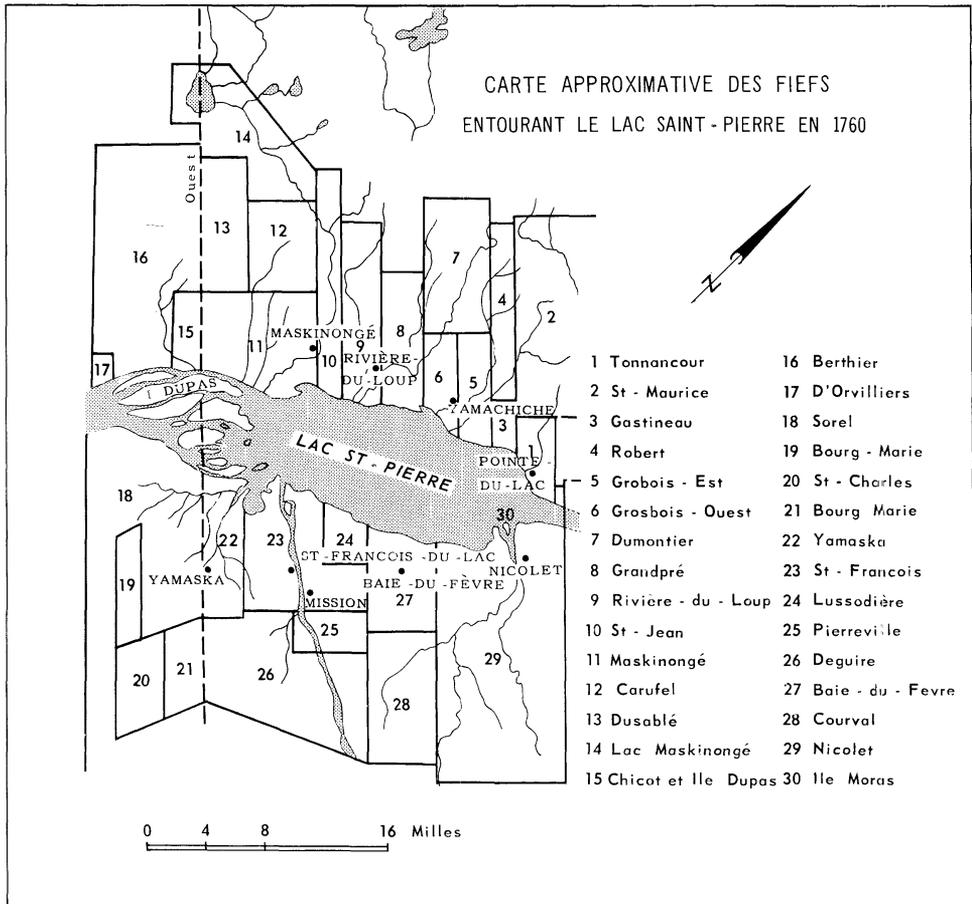 CARTE APPROXIMATIVE DES FIEFS
ENTOURANT LE LAC SAINT-PIERRE EN 1760
N
Ouest
14
13
12
16
7
4
2
15
11
MASKINONGÉ
10
9
8
RIVIÈRE-
DU-LOUP
6
5
17
I DUPAS
YAMACHICHE
3
1
LAC ST-PIERRE
POINTE-
DU-LAC
18
30
22
23
24
ST-FRANCOIS-DU-LAC
NICOLET
19
YAMASKA
BAIE-DU-FÈVRE
MISSION
27
25
20
21
26
28
29
1 Tonnancour
2 St-Maurice
3 Gastineau
4 Robert
5 Grobois-Est
6 Grosbois-Ouest
7 Dumontier
8 Grandpré
9 Rivière-du-Loup
10 St-Jean
11 Maskinongé
12 Carufel
13 Dusablé
14 Lac Maskinongé
15 Chicot et Ile Dupas
16 Berthier
17 D'Orvilliers
18 Sorel
19 Bourg-Marie
20 St-Charles
21 Bourg Marie
22 Yamaska
23 St-Francois
24 Lussodière
25 Pierreville
26 Deguire
27 Baie-du-Fevre
28 Courval
29 Nicolet
30 Ile Moras
0 4 8 16 Milles